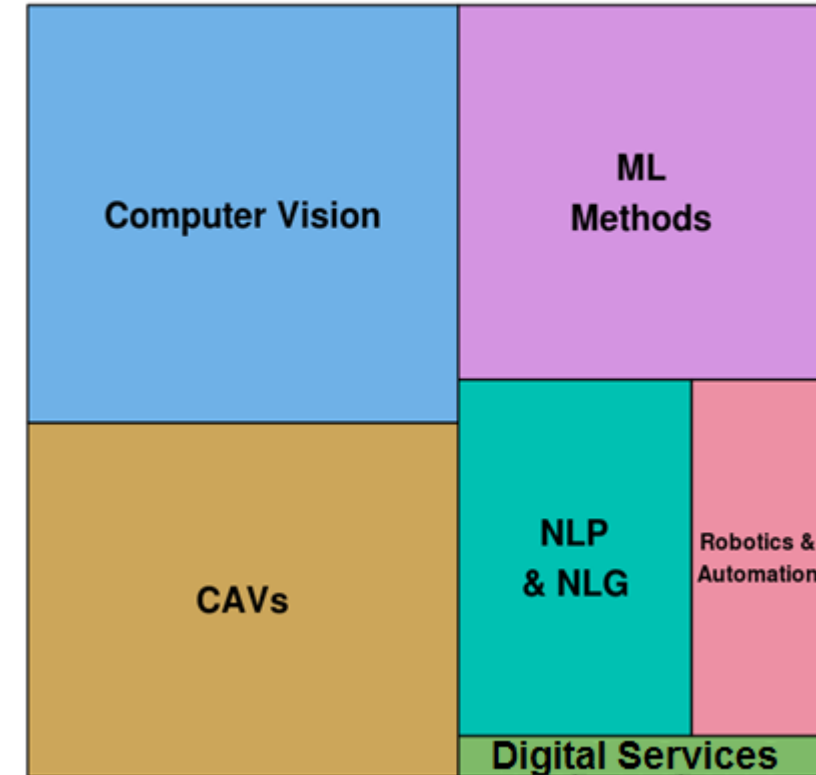 Computer Vision
ML
Methods
CAVs
NLP
& NLG
Robotics &
Automation
Digital Services